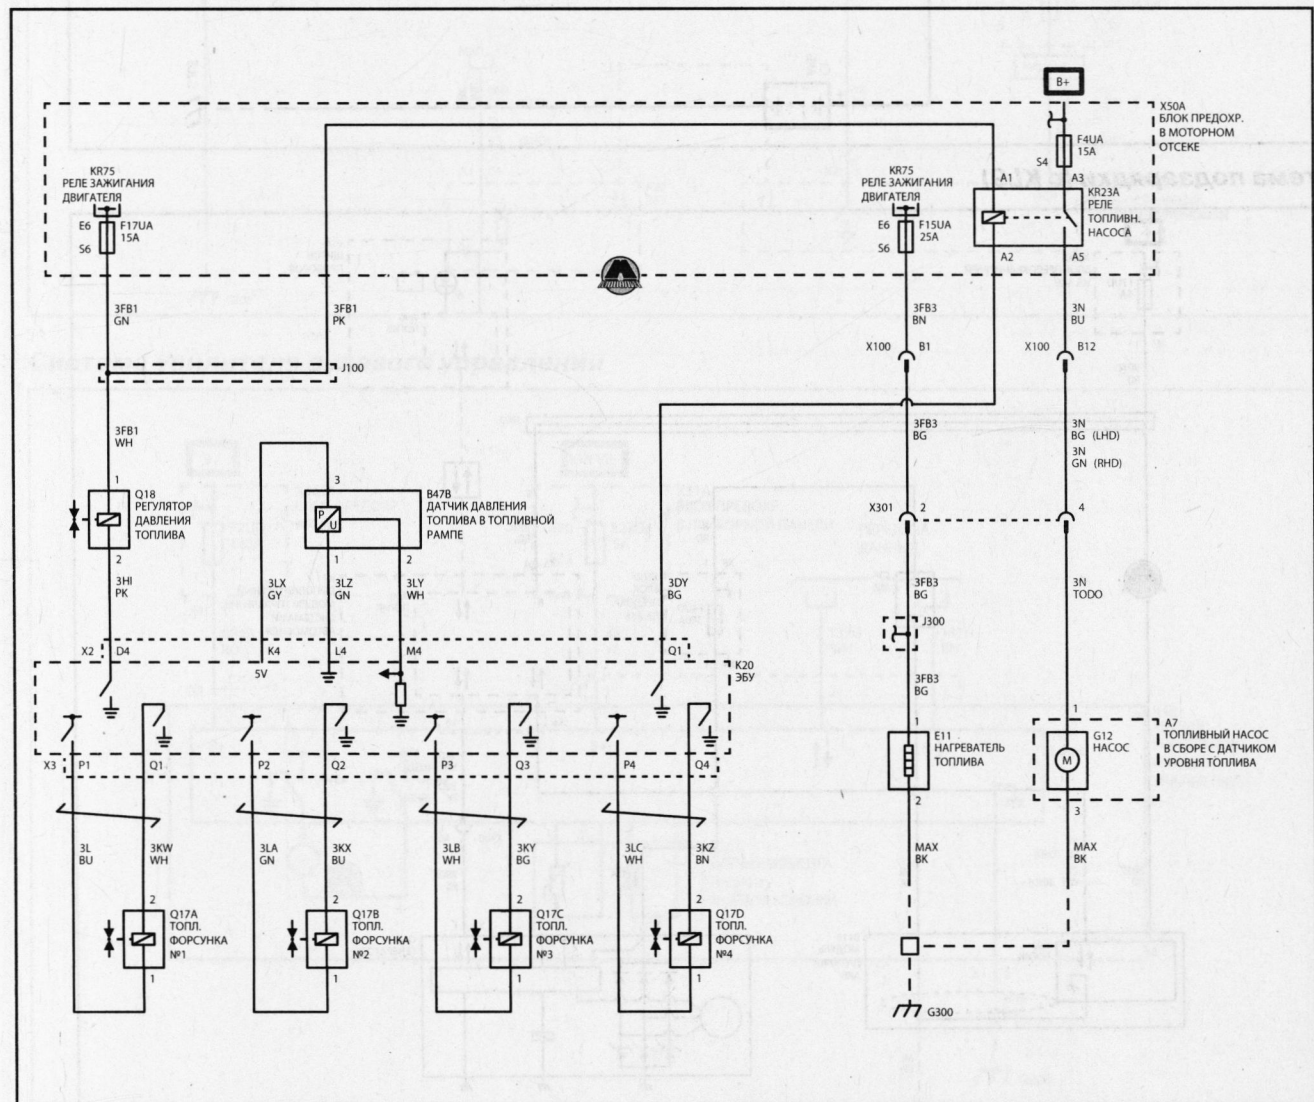 B+
X50A
БЛОК ПРЕДОХР.
В МОТОРНОМ
ОТСЕКЕ
F4UA
15A
S4
KR75
РЕЛЕ ЗАЖИГАНИЯ
ДВИГАТЕЛЯ
E6 F17UA
15A
S6
KR75
РЕЛЕ ЗАЖИГАНИЯ
ДВИГАТЕЛЯ
E6 F15UA
25A
S6
A1 A3
KR23A
РЕЛЕ
ТОПЛИВН.
НАСОСА
A2 A5
3FB1
GN
3FB1
PK
3FB3
BN
3N
BU
X100 B1
X100 B12
J100
3FB1
WH
3FB3
BG
3N
BG (LHD)
3N
GN (RHD)
1
Q18
РЕГУЛЯТОР
ДАВЛЕНИЯ
ТОПЛИВА
2
3
B47B
ДАТЧИК ДАВЛЕНИЯ
ТОПЛИВА В ТОПЛИВНОЙ
РАМПЕ
P
U
1 2
X301 2 4
3HI
PK
3LX
GY
3LZ
GN
3LY
WH
3DY
BG
3FB3
BG
3N
TODO
J300
X2 D4 K4 L4 M4 Q1
5V
K20
ЭБУ
3FB3
BG
1
E11
НАГРЕВАТЕЛЬ
ТОПЛИВА
2
1
G12
НАСОС
M
3
A7
ТОПЛИВНЫЙ НАСОС
В СБОРЕ С ДАТЧИКОМ
УРОВНЯ ТОПЛИВА
X3 P1 Q1 P2 Q2 P3 Q3 P4 Q4
3L
BU
3KW
WH
3LA
GN
3KX
BU
3LB
WH
3KY
BG
3LC
WH
3KZ
BN
MAX
BK
MAX
BK
2
Q17A
ТОПЛ.
ФОРСУНКА
№1
1
2
Q17B
ТОПЛ.
ФОРСУНКА
№2
1
2
Q17C
ТОПЛ.
ФОРСУНКА
№3
1
2
Q17D
ТОПЛ.
ФОРСУНКА
№4
1
G300